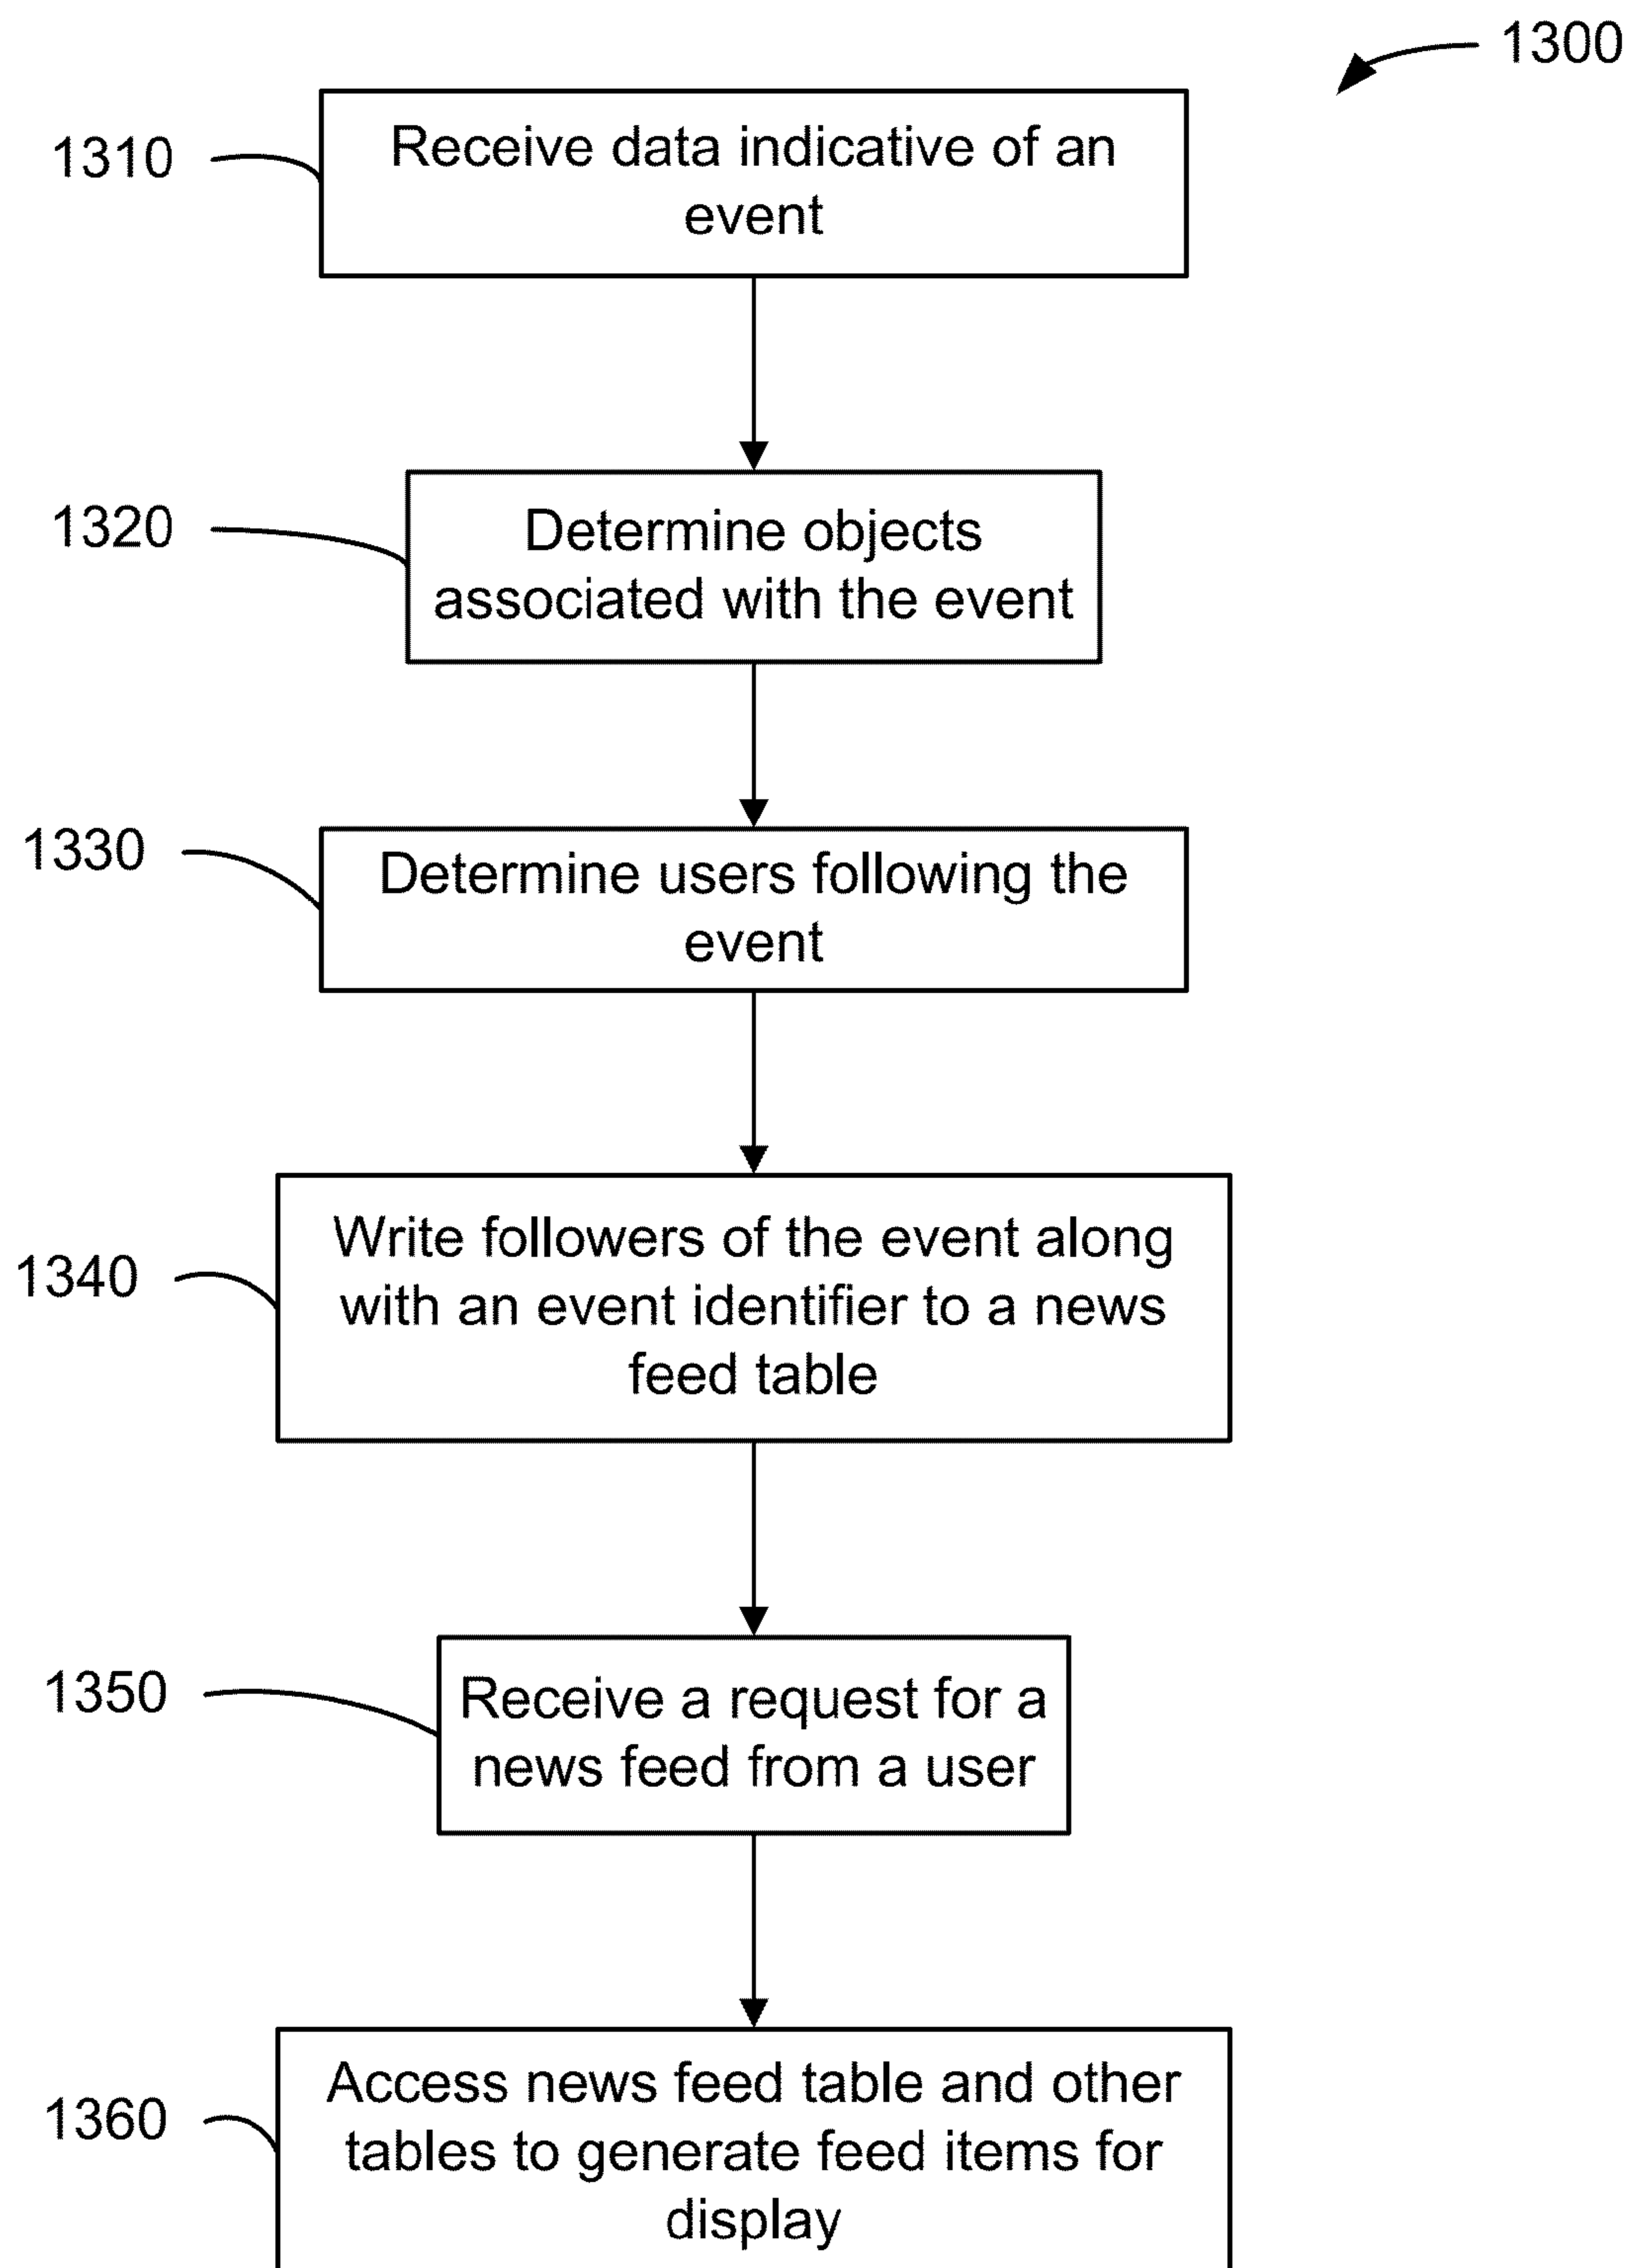 1300
1310
Receive data indicative of an
event
1320
Determine objects
associated with the event
1330
Determine users following the
event
1340
Write followers of the event along
with an event identifier to a news
feed table
1350
Receive a request for a
news feed from a user
1360
Access news feed table and other
tables to generate feed items for
display